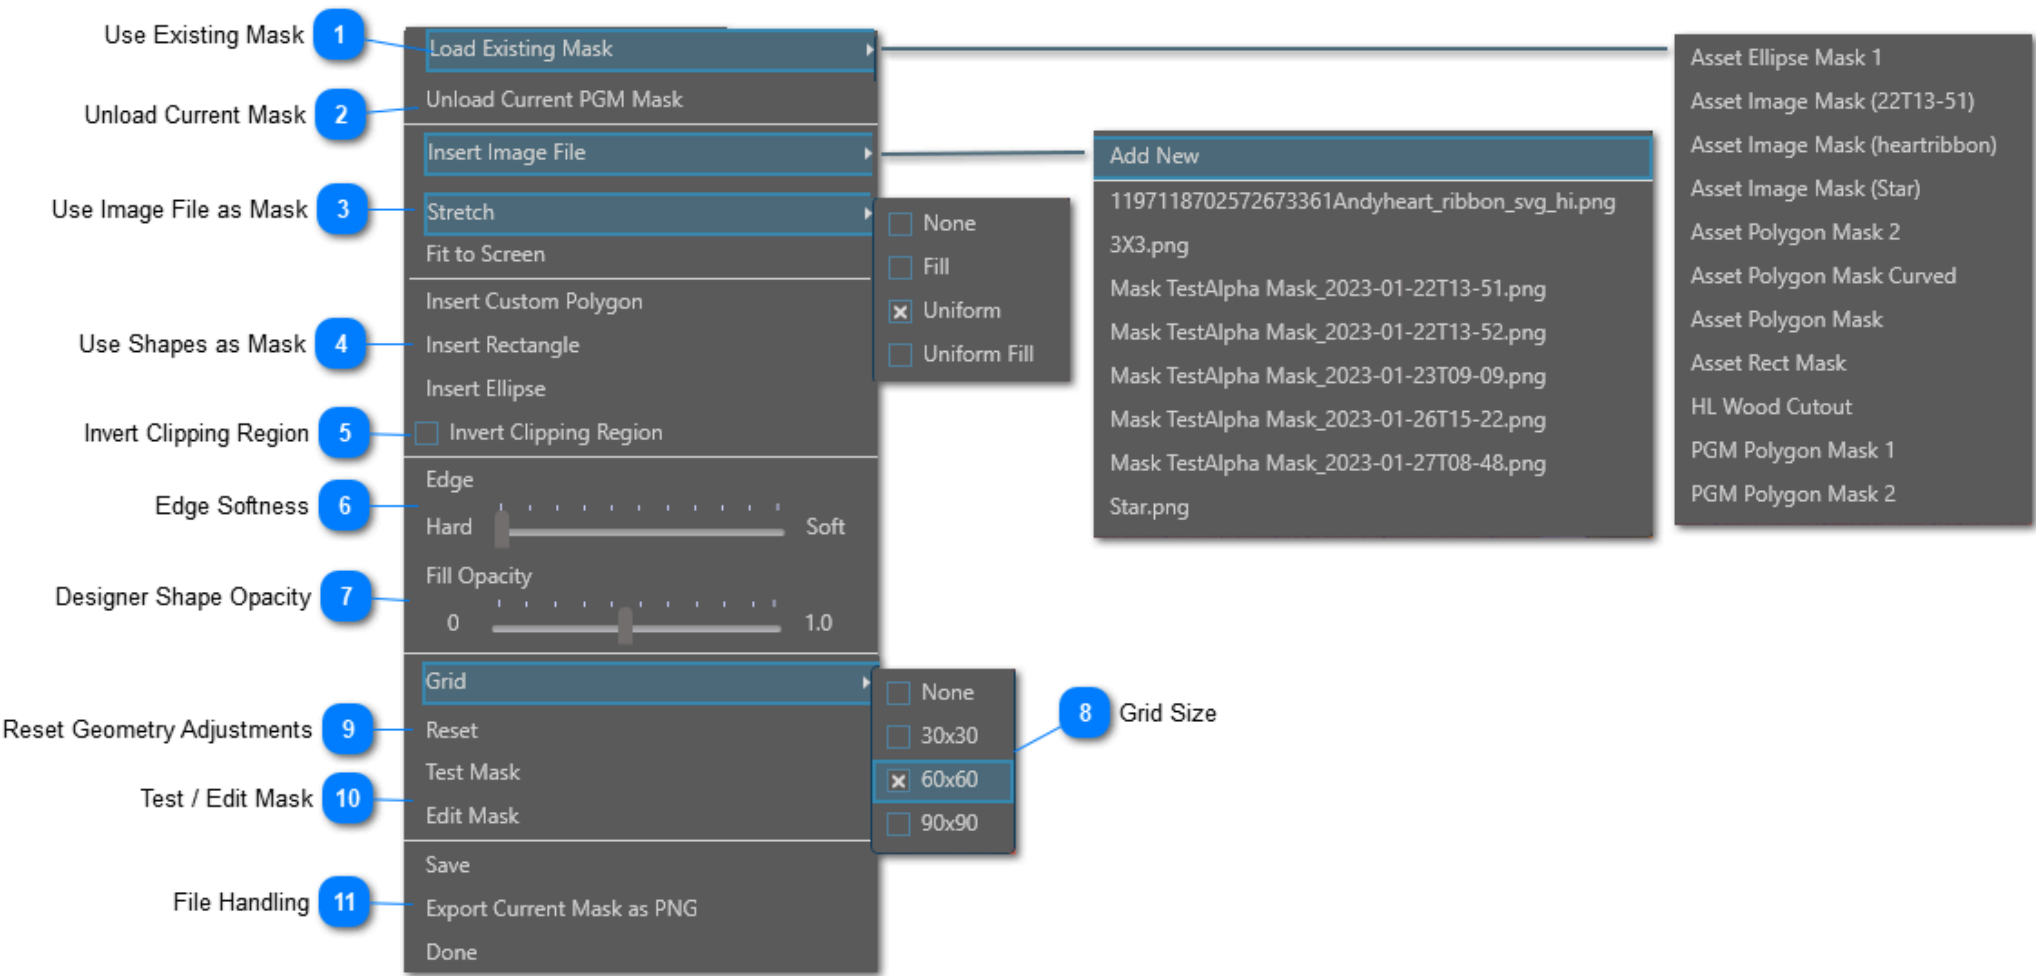 Use Existing Mask 1
Unload Current Mask 2
Use Image File as Mask 3
Use Shapes as Mask 4
Invert Clipping Region 5
Edge Softness 6
Designer Shape Opacity 7
Reset Geometry Adjustments 9
Test / Edit Mask 10
File Handling 11
Load Existing Mask
Unload Current PGM Mask
Insert Image File
Stretch
Fit to Screen
Insert Custom Polygon
Insert Rectangle
Insert Ellipse
Invert Clipping Region
Edge
Hard Soft
Fill Opacity
0 1.0
Grid
Reset
Test Mask
Edit Mask
Save
Export Current Mask as PNG
Done
None
Fill
Uniform
Uniform Fill
None
30x30
60x60
90x90
8 Grid Size
Add New
1197118702572673361Andyheart_ribbon_svg_hi.png
3X3.png
Mask TestAlpha Mask_2023-01-22T13-51.png
Mask TestAlpha Mask_2023-01-22T13-52.png
Mask TestAlpha Mask_2023-01-23T09-09.png
Mask TestAlpha Mask_2023-01-26T15-22.png
Mask TestAlpha Mask_2023-01-27T08-48.png
Star.png
Asset Ellipse Mask 1
Asset Image Mask (22T13-51)
Asset Image Mask (heartribbon)
Asset Image Mask (Star)
Asset Polygon Mask 2
Asset Polygon Mask Curved
Asset Polygon Mask
Asset Rect Mask
HL Wood Cutout
PGM Polygon Mask 1
PGM Polygon Mask 2